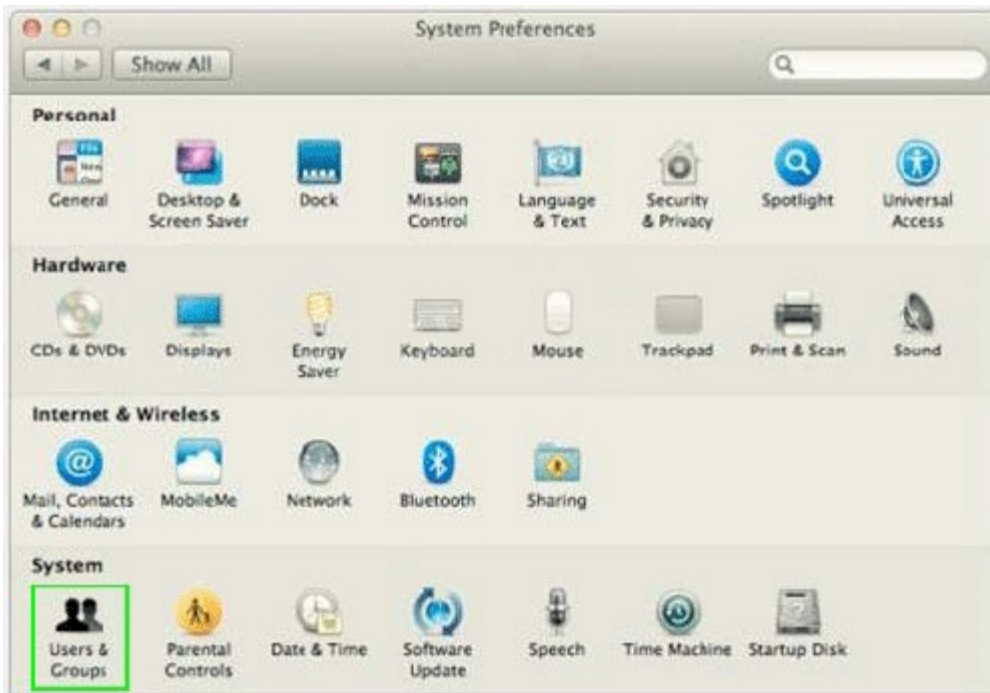 System Preferences
Show All
Personal
General
Desktop &
Screen Saver
Dock
Mission
Control
Language
& Text
Security
& Privacy
Spotlight
Universal
Access
Hardware
CDs & DVDs
Displays
Energy
Saver
Keyboard
Mouse
Trackpad
Print & Scan
Sound
Internet & Wireless
Mail, Contacts
& Calendars
MobileMe
Network
Bluetooth
Sharing
System
Users &
Groups
Parental
Controls
Date & Time
Software
Update
Speech
Time Machine
Startup Disk